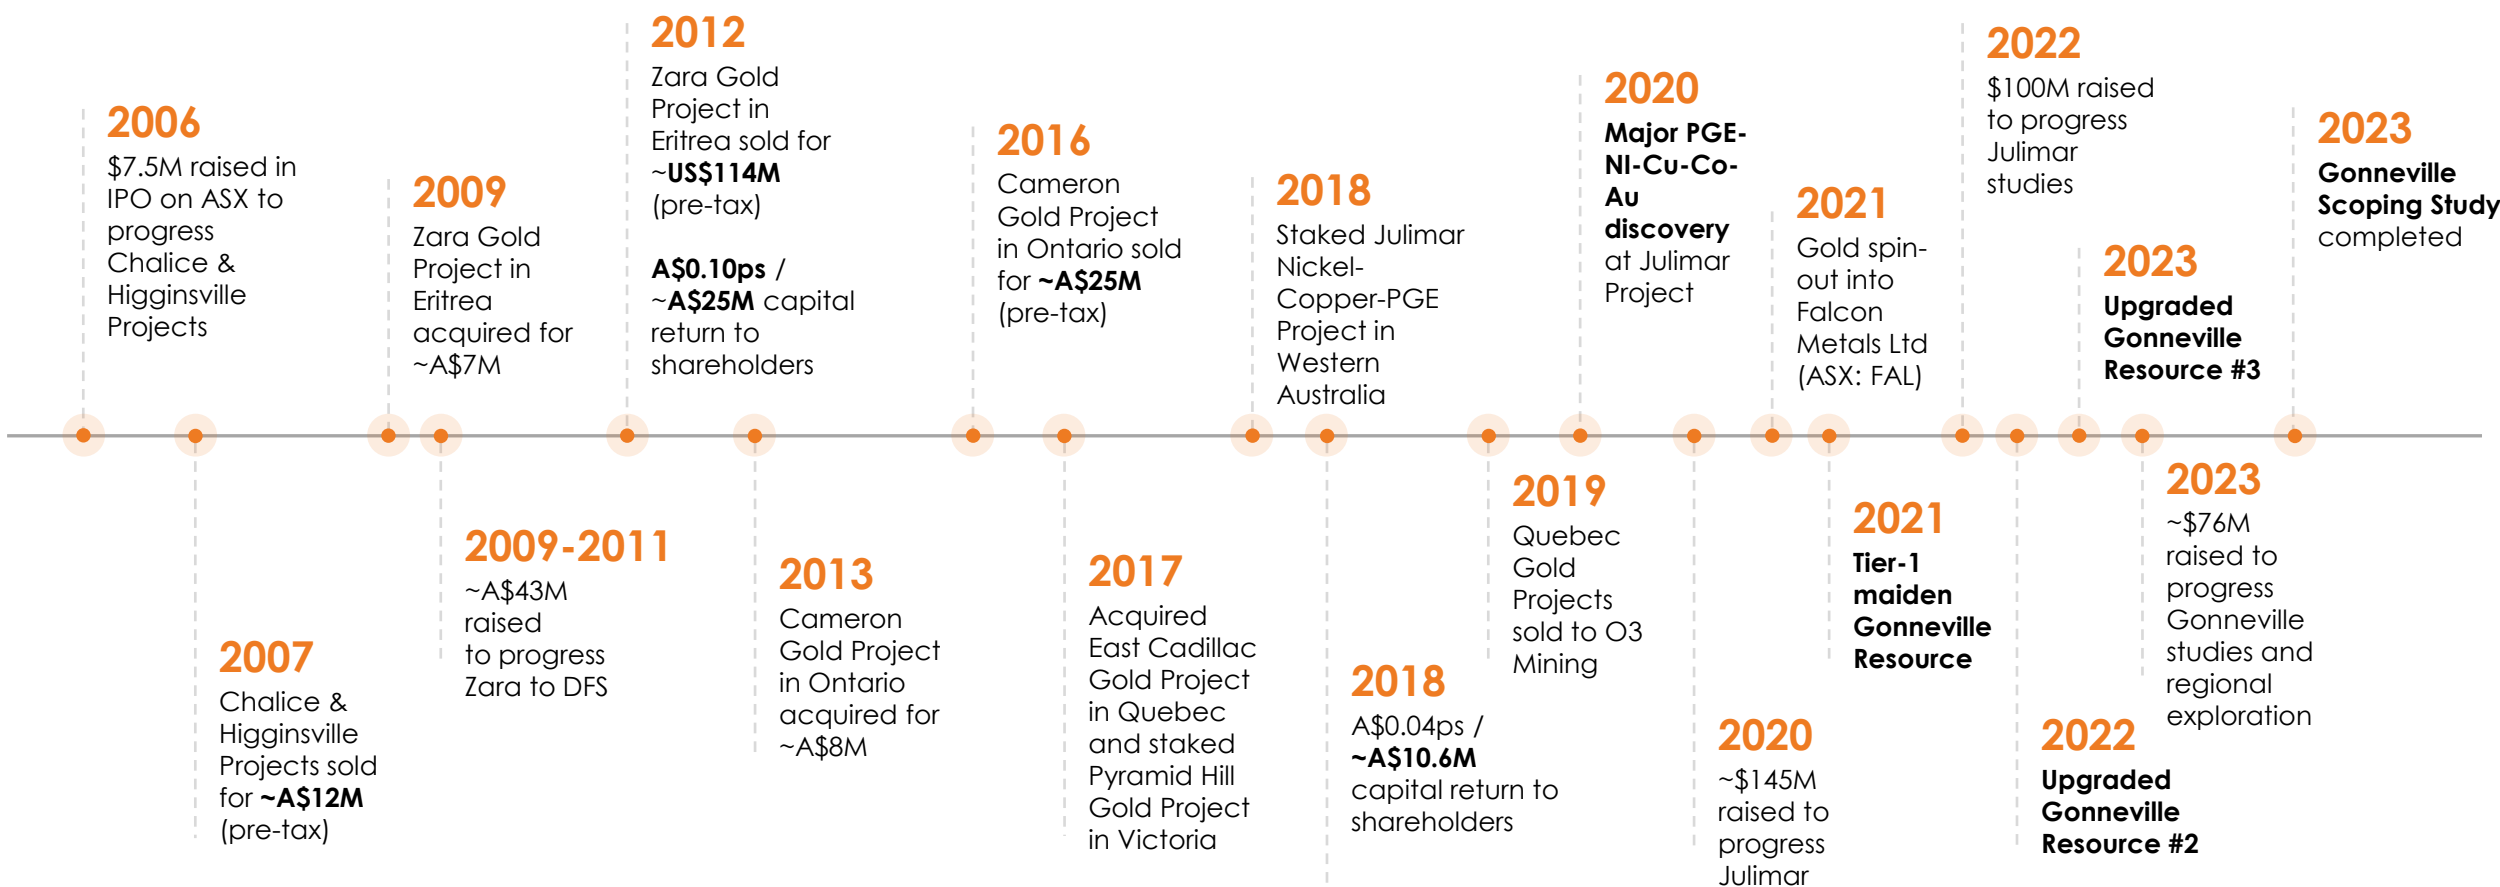 2006
$7.5M raised in
IPO on ASX to
progress
Chalice &
Higginsville
Projects
2007
Chalice &
Higginsville
Projects sold
for ~A$12M
(pre-tax)
2009
Zara Gold
Project in
Eritrea
acquired for
~A$7M
2009-2011
~A$43M
raised
to progress
Zara to DFS
2012
Zara Gold
Project in
Eritrea sold for
~US$114M
(pre-tax)
A$0.10ps /
~A$25M capital
return to
shareholders
2013
Cameron
Gold Project
in Ontario
acquired for
~A$8M
2016
Cameron
Gold Project
in Ontario sold
for ~A$25M
(pre-tax)
2017
Acquired
East Cadillac
Gold Project
in Quebec
and staked
Pyramid Hill
Gold Project
in Victoria
2018
Staked Julimar
Nickel-
Copper-PGE
Project in
Western
Australia
2018
A$0.04ps /
~A$10.6M
capital return to
shareholders
2019
Quebec
Gold
Projects
sold to O3
Mining
2020
Major PGE-
NI-Cu-Co-
Au
discovery
at Julimar
Project
2020
~$145M
raised to
progress
Julimar
2021
Gold spin-
out into
Falcon
Metals Ltd
(ASX: FAL)
2021
Tier-1
maiden
Gonneville
Resource
2022
$100M raised
to progress
Julimar
studies
2022
Upgraded
Gonneville
Resource #2
2023
Upgraded
Gonneville
Resource #3
2023
~$76M
raised to
progress
Gonneville
studies and
regional
exploration
2023
Gonneville
Scoping Study
completed